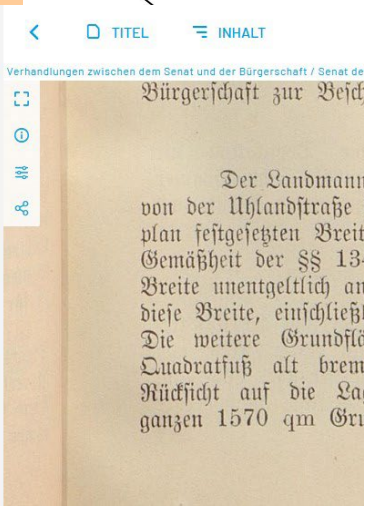 TITEL INHALT
Verhandlungen zwischen dem Senat und der Bürgerschaft / Senat de
Bürgerschaft zur Besch
Der Landmann
von der Uhlandstraße
plan festgesetzten Breit
Gemäßheit der §§ 13
Breite unentgeltlich an
diese Breite, einschließl
Die weitere Grundflä
Quadratfuß alt brem
Rücksicht auf die La
ganzen 1570 qm Gru